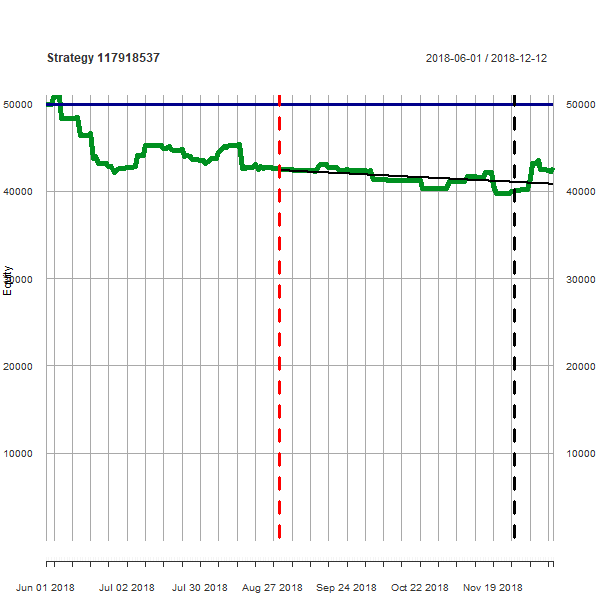 Strategy 117918537
2018-06-01 / 2018-12-12
50000
50000
40000
40000
30000
30000
20000
20000
10000
10000
Equity
Jun 01 2018
Jul 02 2018
Jul 30 2018
Aug 27 2018
Sep 24 2018
Oct 22 2018
Nov 19 2018